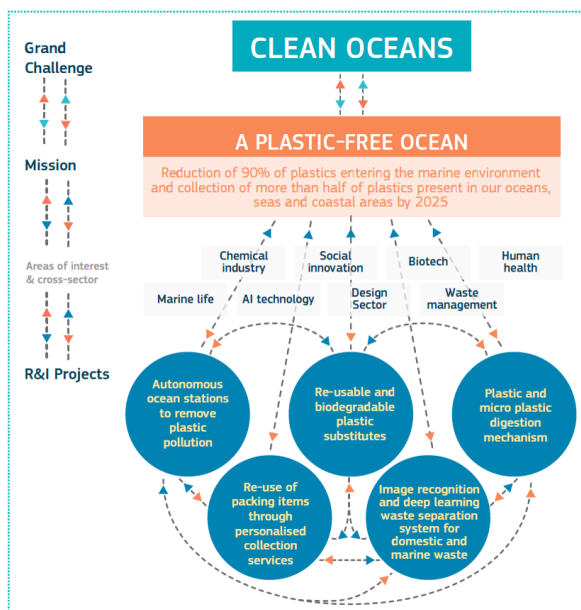 Grand
Challenge
CLEAN OCEANS
Mission
A PLASTIC-FREE OCEAN
Reduction of 90% of plastics entering the marine environment
and collection of more than half of plastics present in our oceans,
seas and coastal areas by 2025
Areas of interest
& cross-sector
Chemical
industry
Social
innovation
Biotech
Human
health
Marine life
AI technology
Design
Sector
Waste
management
R&I Projects
Autonomous
ocean stations
to remove
plastic
pollution
Re-usable and
biodegradable
plastic
substitutes
Plastic and
micro plastic
digestion
mechanism
Re-use of
packing items
through
personalised
collection
services
Image recognition
and deep learning
waste separation
system for
domestic and
marine waste